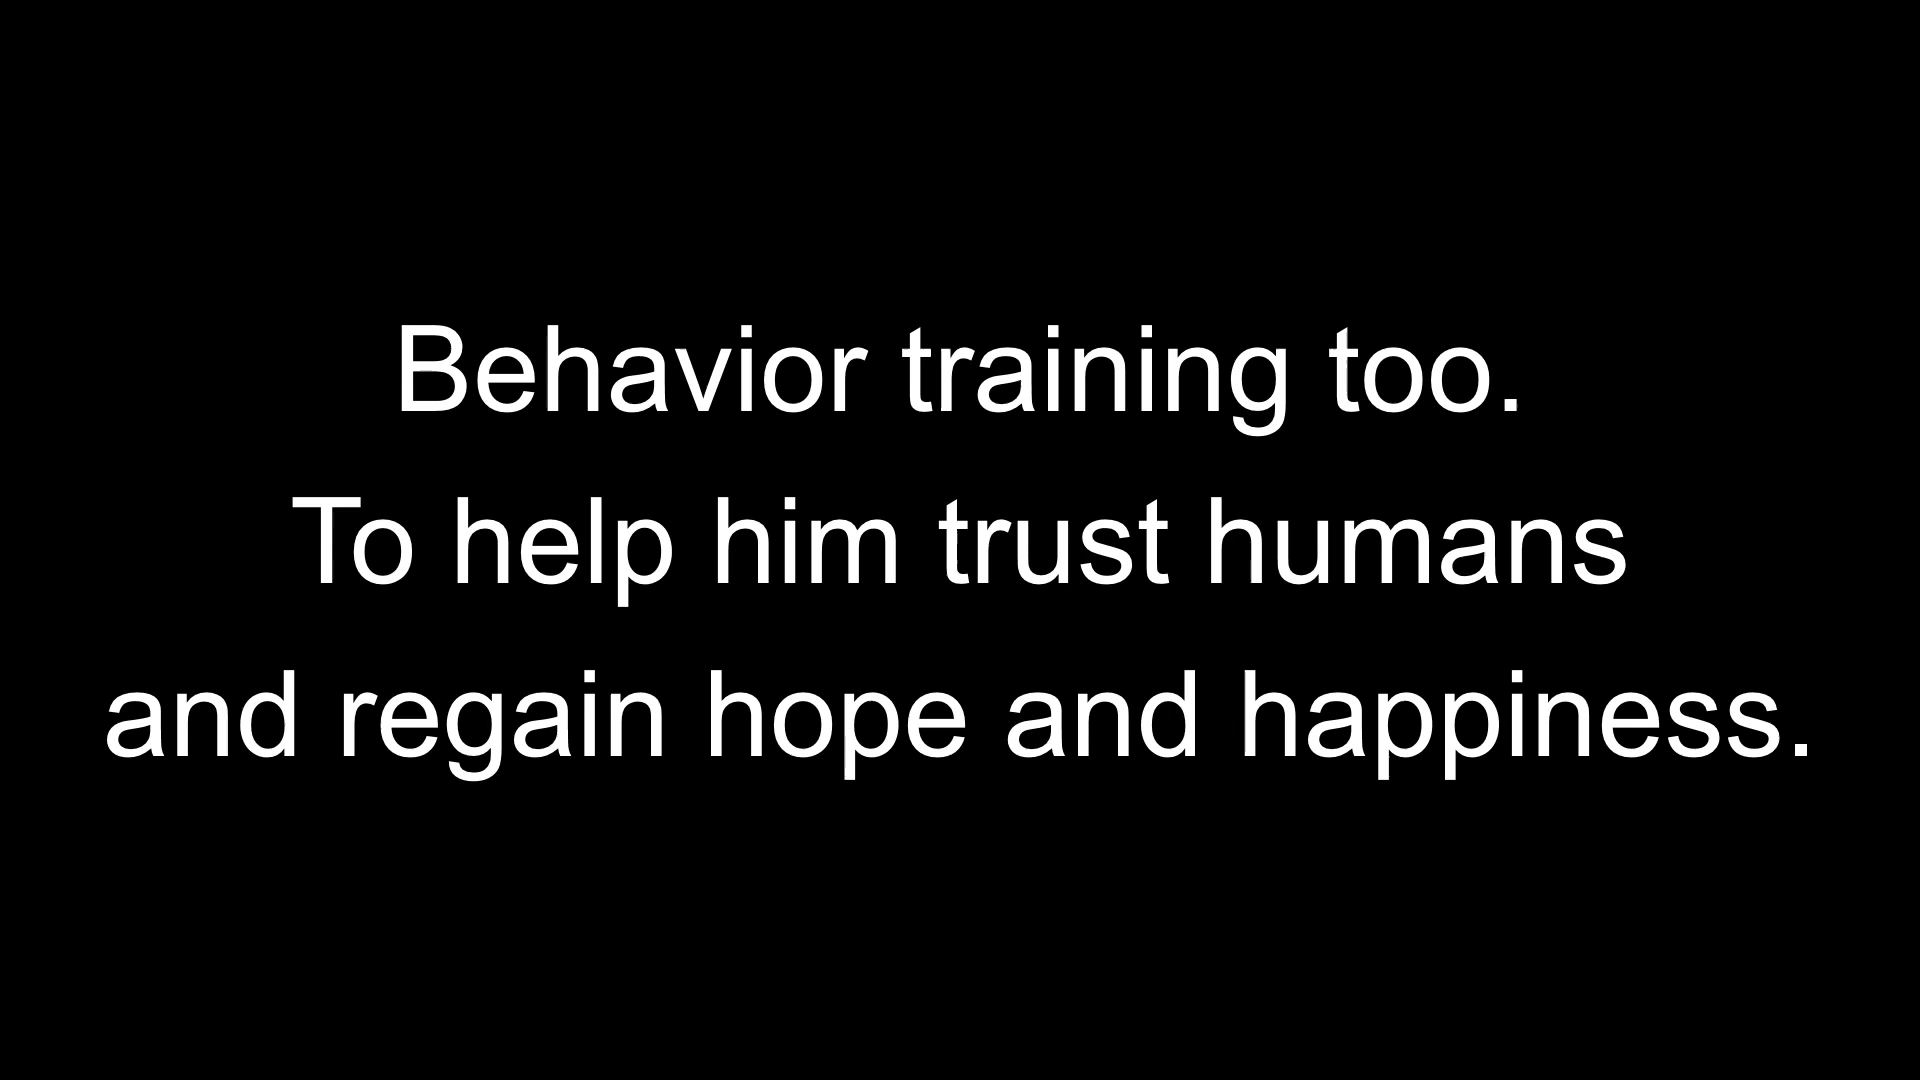 Behavior training too.
To help him trust humans
and regain hope and happiness.